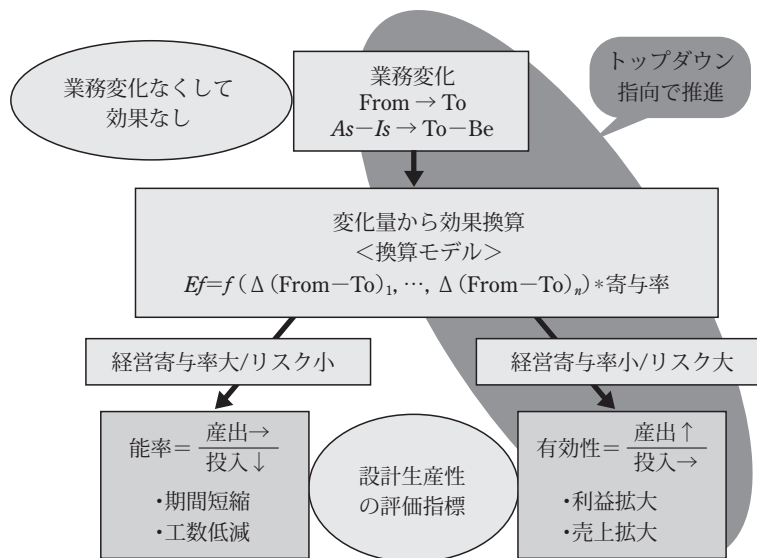 業務変化なくして
効果なし
業務変化
From → To
As−Is → To−Be
トップダウン
指向で推進
変化量から効果換算
＜換算モデル＞
Ef=f（Δ（From−To）₁, …, Δ（From−To）ₙ）*寄与率
経営寄与率大/リスク小
経営寄与率小/リスク大
能率＝産出→/投入↓
・期間短縮
・工数低減
設計生産性
の評価指標
有効性＝産出↑/投入→
・利益拡大
・売上拡大